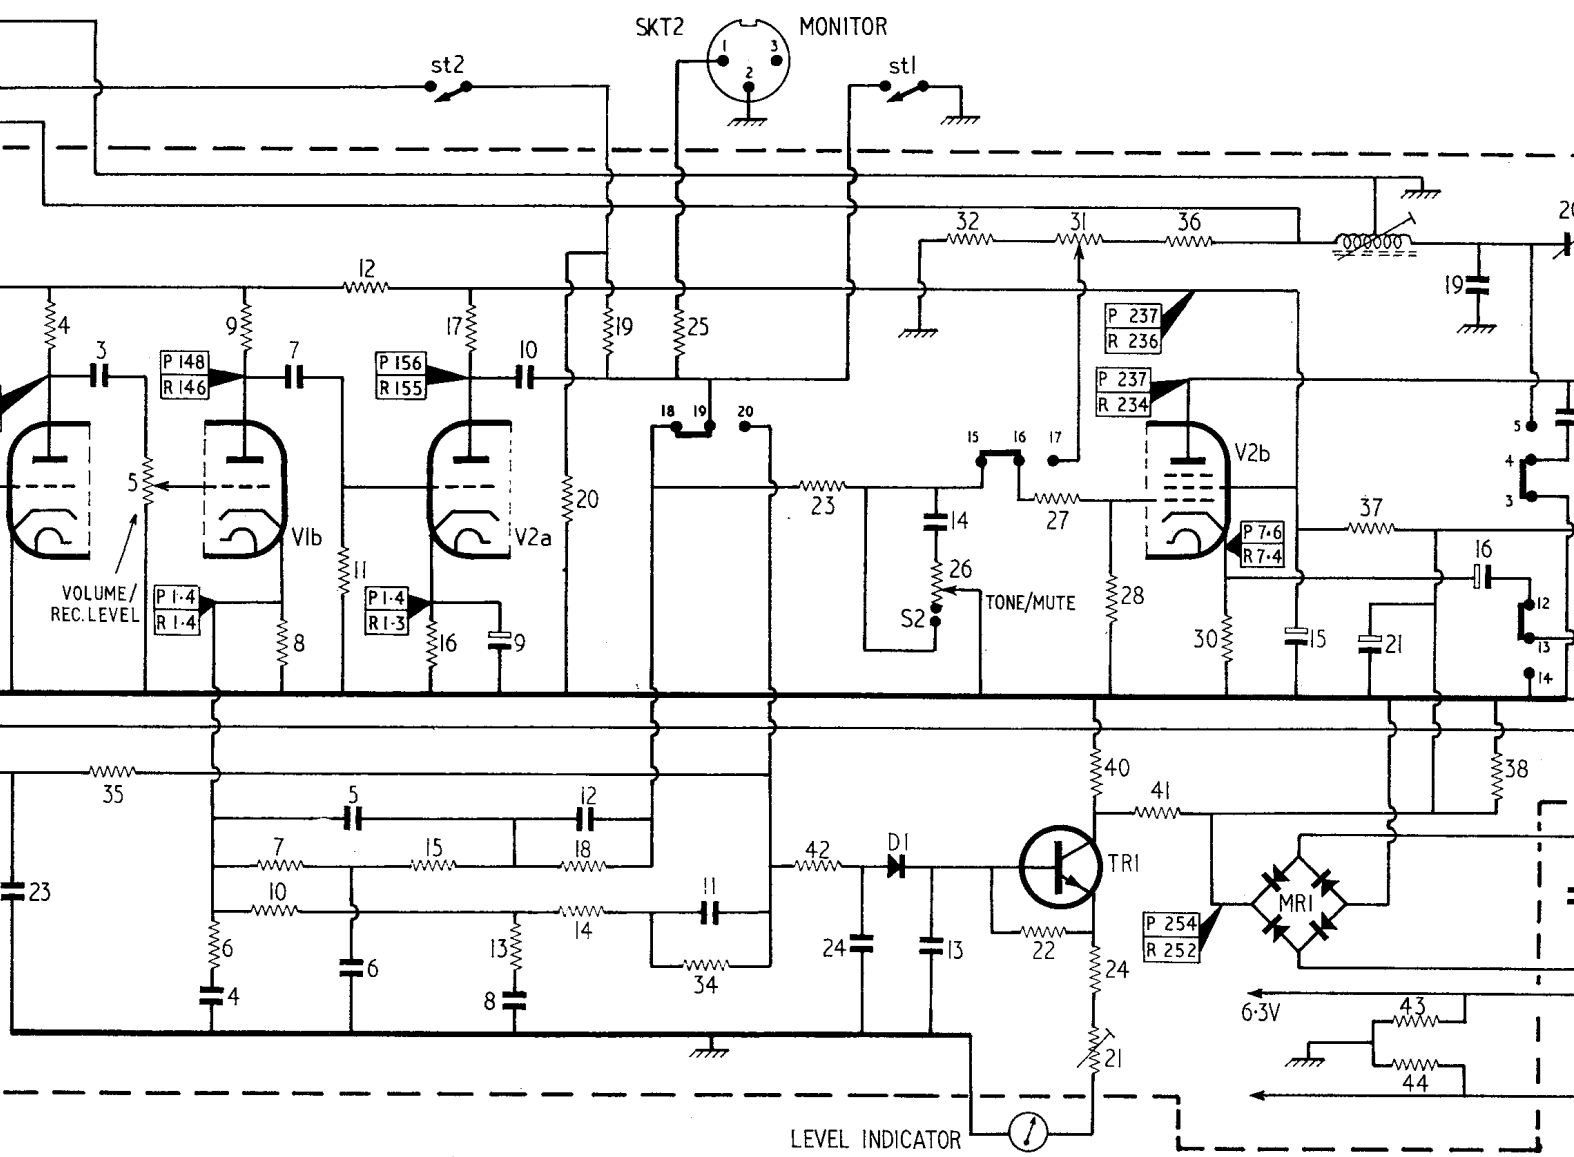 SKT2
MONITOR
1
3
2
st2
st1
20
32
31
36
12
19
4
9
17
19
25
P 237
R 236
3
7
10
P 148
R 146
P 156
R 155
P 237
R 234
18
19
20
15
16
17
5
4
3
V2b
5
V1b
V2a
20
23
14
27
37
P 7·6
R 7·4
16
VOLUME/
REC. LEVEL
11
26
TONE/MUTE
28
12
P 1·4
R 1·4
P 1·4
R 1·3
S2
8
16
9
30
15
21
13
14
35
40
38
5
12
41
7
15
18
42
D1
TR1
23
10
11
MR1
14
P 254
R 252
6
13
24
13
22
6
34
24
4
8
6·3V
43
21
44
LEVEL INDICATOR